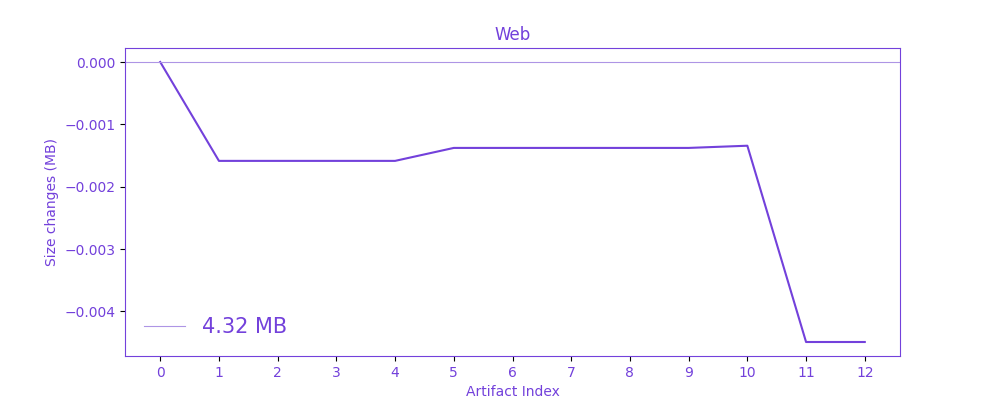 Web
Size changes (MB)
0.000
−0.001
−0.002
−0.003
−0.004
4.32 MB
0 1 2 3 4 5 6 7 8 9 10 11 12
Artifact Index